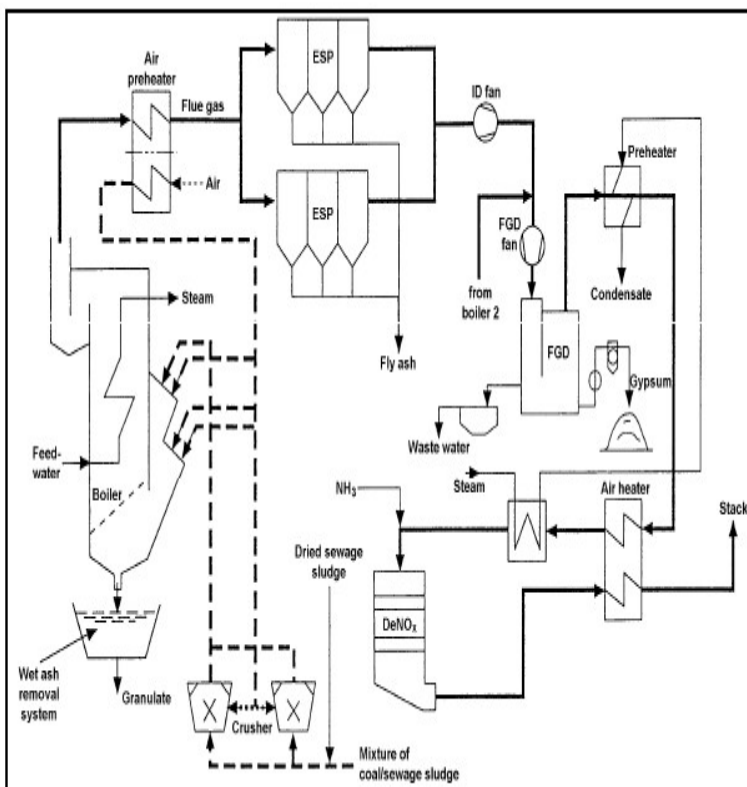 Air
preheater
Flue gas
ESP
ID fan
Preheater
Air
ESP
FGD
fan
Steam
from
boiler 2
Condensate
FGD
Fly ash
Gypsum
Waste water
Feed-
water
Boiler
Steam
Air heater
NH₃
Stack
Dried sewage
sludge
DeNOₓ
Wet ash
removal
system
Granulate
Crusher
Mixture of
coal/sewage sludge